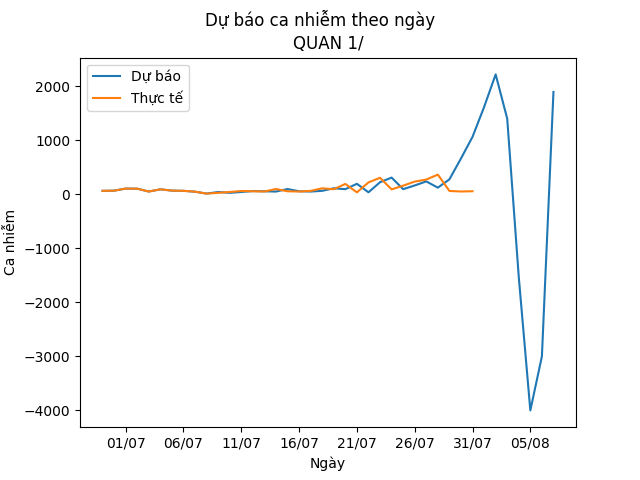 Dự báo ca nhiễm theo ngày
QUAN 1/
Dự báo
Thực tế
Ca nhiễm
2000
1000
0
−1000
−2000
−3000
−4000
01/07
06/07
11/07
16/07
21/07
26/07
31/07
05/08
Ngày